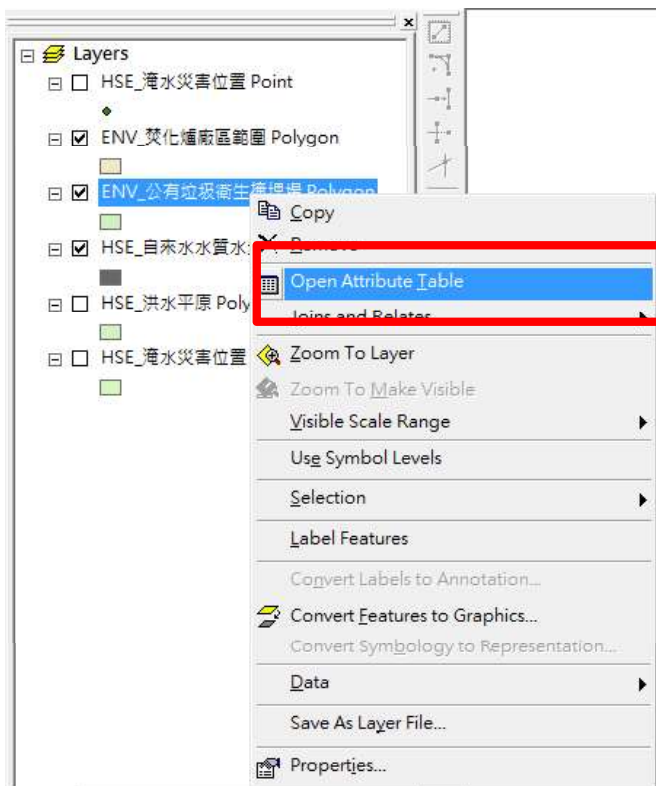 Layers
HSE_淹水災害位置 Point
ENV_焚化爐廠區範圍 Polygon
ENV_公有垃圾衛生掩埋場 Polygon
HSE_自來水水質水
HSE_洪水平原 Poly
HSE_淹水災害位置
Copy
Remove
Open Attribute Table
Joins and Relates
Zoom To Layer
Zoom To Make Visible
Visible Scale Range
Use Symbol Levels
Selection
Label Features
Convert Labels to Annotation...
Convert Features to Graphics...
Convert Symbology to Representation...
Data
Save As Layer File...
Properties...